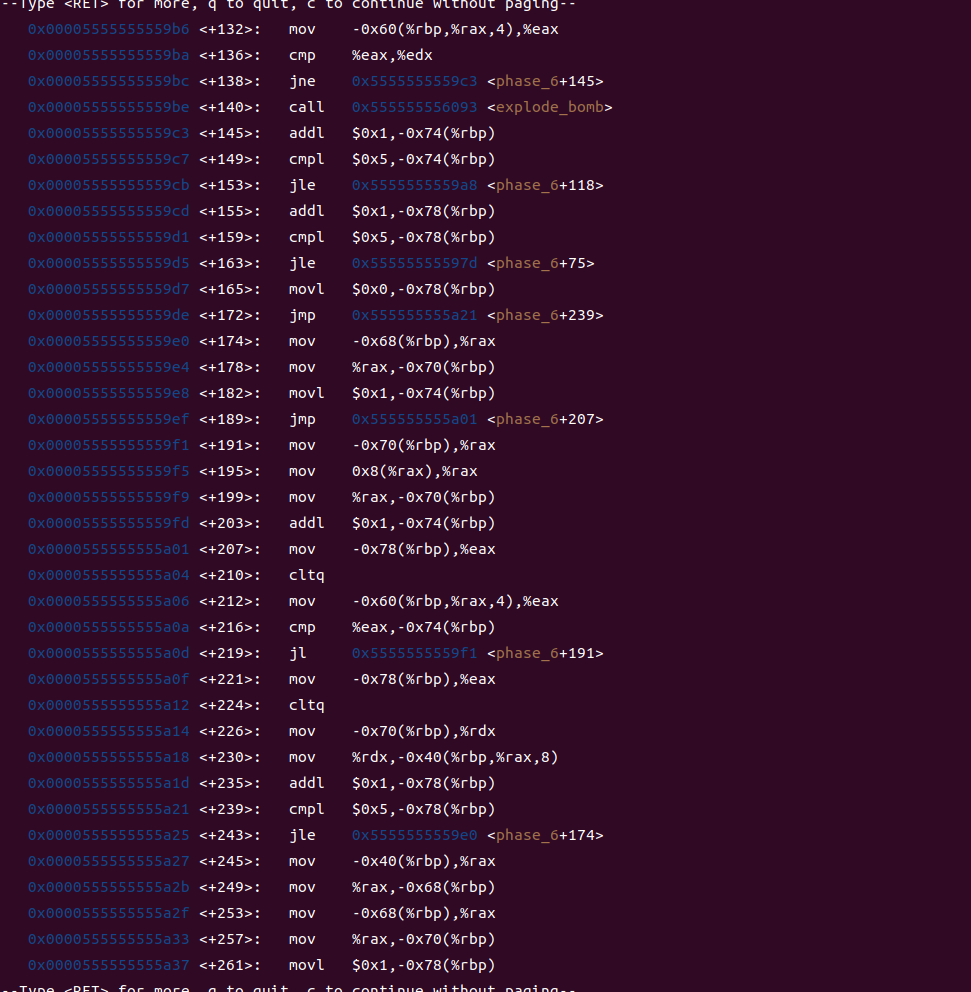 --Type <RET> for more, q to quit, c to continue without paging--
0x00005555555559b6 <+132>: mov -0x60(%rbp,%rax,4),%eax
0x00005555555559ba <+136>: cmp %eax,%edx
0x00005555555559bc <+138>: jne 0x5555555559c3 <phase_6+145>
0x00005555555559be <+140>: call 0x555555556093 <explode_bomb>
0x00005555555559c3 <+145>: addl $0x1,-0x74(%rbp)
0x00005555555559c7 <+149>: cmpl $0x5,-0x74(%rbp)
0x00005555555559cb <+153>: jle 0x5555555559a8 <phase_6+118>
0x00005555555559cd <+155>: addl $0x1,-0x78(%rbp)
0x00005555555559d1 <+159>: cmpl $0x5,-0x78(%rbp)
0x00005555555559d5 <+163>: jle 0x55555555597d <phase_6+75>
0x00005555555559d7 <+165>: movl $0x0,-0x78(%rbp)
0x00005555555559de <+172>: jmp 0x555555555a21 <phase_6+239>
0x00005555555559e0 <+174>: mov -0x68(%rbp),%rax
0x00005555555559e4 <+178>: mov %rax,-0x70(%rbp)
0x00005555555559e8 <+182>: movl $0x1,-0x74(%rbp)
0x00005555555559ef <+189>: jmp 0x555555555a01 <phase_6+207>
0x00005555555559f1 <+191>: mov -0x70(%rbp),%rax
0x00005555555559f5 <+195>: mov 0x8(%rax),%rax
0x00005555555559f9 <+199>: mov %rax,-0x70(%rbp)
0x00005555555559fd <+203>: addl $0x1,-0x74(%rbp)
0x0000555555555a01 <+207>: mov -0x78(%rbp),%eax
0x0000555555555a04 <+210>: cltq
0x0000555555555a06 <+212>: mov -0x60(%rbp,%rax,4),%eax
0x0000555555555a0a <+216>: cmp %eax,-0x74(%rbp)
0x0000555555555a0d <+219>: jl 0x5555555559f1 <phase_6+191>
0x0000555555555a0f <+221>: mov -0x78(%rbp),%eax
0x0000555555555a12 <+224>: cltq
0x0000555555555a14 <+226>: mov -0x70(%rbp),%rdx
0x0000555555555a18 <+230>: mov %rdx,-0x40(%rbp,%rax,8)
0x0000555555555a1d <+235>: addl $0x1,-0x78(%rbp)
0x0000555555555a21 <+239>: cmpl $0x5,-0x78(%rbp)
0x0000555555555a25 <+243>: jle 0x5555555559e0 <phase_6+174>
0x0000555555555a27 <+245>: mov -0x40(%rbp),%rax
0x0000555555555a2b <+249>: mov %rax,-0x68(%rbp)
0x0000555555555a2f <+253>: mov -0x68(%rbp),%rax
0x0000555555555a33 <+257>: mov %rax,-0x70(%rbp)
0x0000555555555a37 <+261>: movl $0x1,-0x78(%rbp)
--Type <RET> for more, q to quit, c to continue without paging--